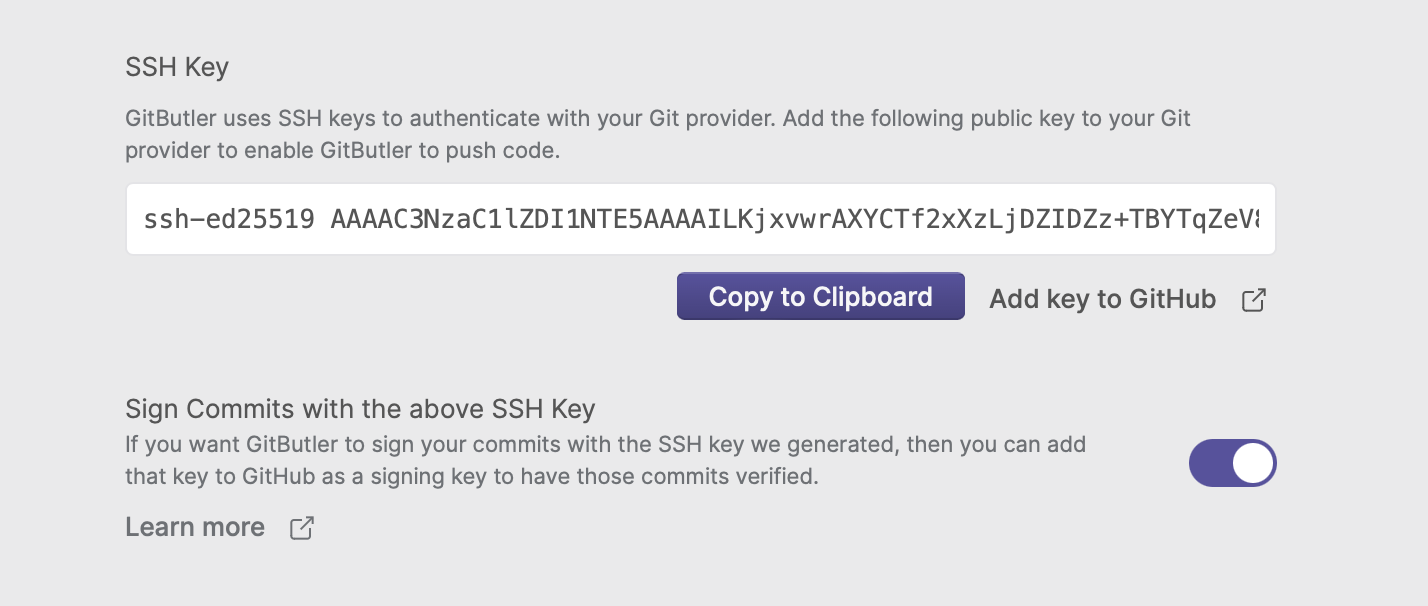 SSH Key
GitButler uses SSH keys to authenticate with your Git provider. Add the following public key to your Git
provider to enable GitButler to push code.
ssh-ed25519 AAAAC3NzaC1lZDI1NTE5AAAAILKjxvwrAXYCTf2xXzLjDZIDZz+TBYTqZeV8
Copy to Clipboard
Add key to GitHub
Sign Commits with the above SSH Key
If you want GitButler to sign your commits with the SSH key we generated, then you can add
that key to GitHub as a signing key to have those commits verified.
Learn more